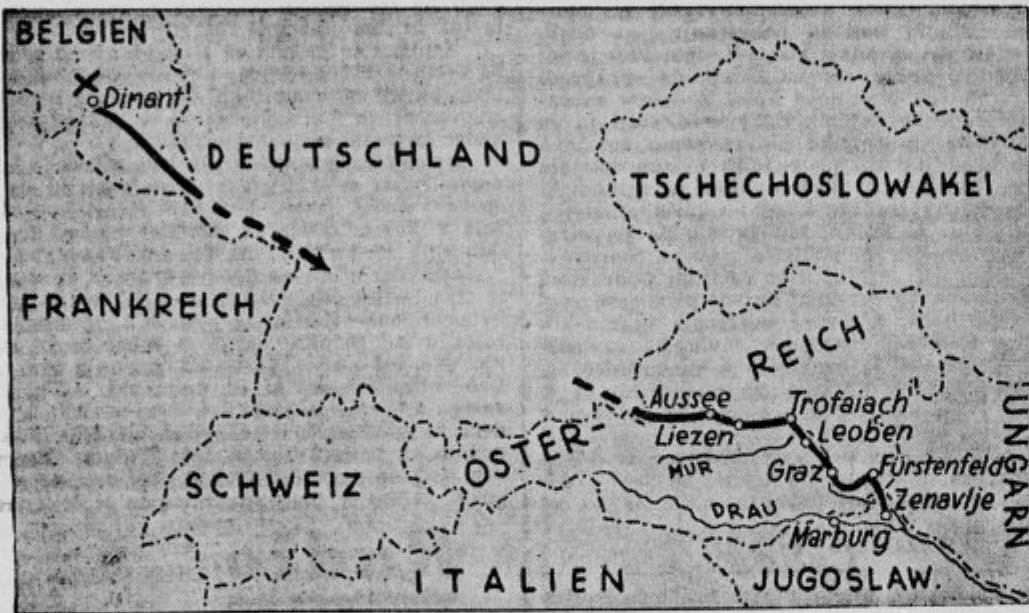 BELGIEN
Dinant
DEUTSCHLAND
TSCHECHOSLOWAKEI
FRANKREICH
REICH
Aussee
Trofaiach
Liezen
Leoben
ÖSTER-
UNGARN
SCHWEIZ
MUR
Graz
Fürstenfeld
DRAU
Zenavlje
Marburg
ITALIEN
JUGOSLAW.